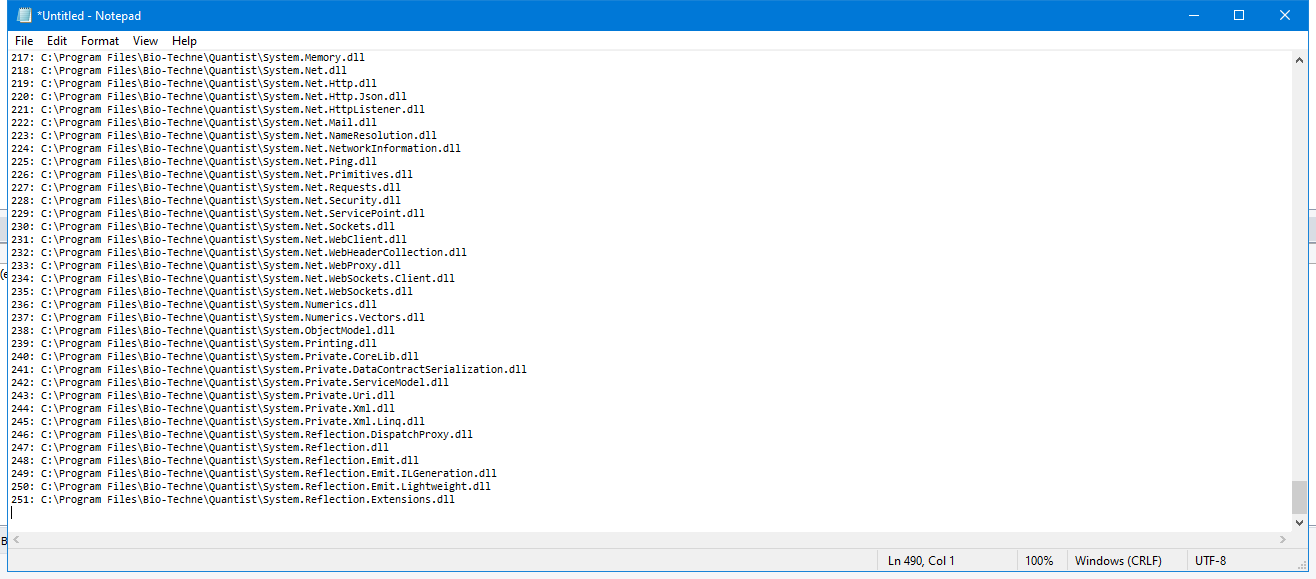 *Untitled - Notepad
File Edit Format View Help
217: C:\Program Files\Bio-Techne\Quantist\System.Memory.dll
218: C:\Program Files\Bio-Techne\Quantist\System.Net.dll
219: C:\Program Files\Bio-Techne\Quantist\System.Net.Http.dll
220: C:\Program Files\Bio-Techne\Quantist\System.Net.Http.Json.dll
221: C:\Program Files\Bio-Techne\Quantist\System.Net.HttpListener.dll
222: C:\Program Files\Bio-Techne\Quantist\System.Net.Mail.dll
223: C:\Program Files\Bio-Techne\Quantist\System.Net.NameResolution.dll
224: C:\Program Files\Bio-Techne\Quantist\System.Net.NetworkInformation.dll
225: C:\Program Files\Bio-Techne\Quantist\System.Net.Ping.dll
226: C:\Program Files\Bio-Techne\Quantist\System.Net.Primitives.dll
227: C:\Program Files\Bio-Techne\Quantist\System.Net.Requests.dll
228: C:\Program Files\Bio-Techne\Quantist\System.Net.Security.dll
229: C:\Program Files\Bio-Techne\Quantist\System.Net.ServicePoint.dll
230: C:\Program Files\Bio-Techne\Quantist\System.Net.Sockets.dll
231: C:\Program Files\Bio-Techne\Quantist\System.Net.WebClient.dll
232: C:\Program Files\Bio-Techne\Quantist\System.Net.WebHeaderCollection.dll
233: C:\Program Files\Bio-Techne\Quantist\System.Net.WebProxy.dll
234: C:\Program Files\Bio-Techne\Quantist\System.Net.WebSockets.Client.dll
235: C:\Program Files\Bio-Techne\Quantist\System.Net.WebSockets.dll
236: C:\Program Files\Bio-Techne\Quantist\System.Numerics.dll
237: C:\Program Files\Bio-Techne\Quantist\System.Numerics.Vectors.dll
238: C:\Program Files\Bio-Techne\Quantist\System.ObjectModel.dll
239: C:\Program Files\Bio-Techne\Quantist\System.Printing.dll
240: C:\Program Files\Bio-Techne\Quantist\System.Private.CoreLib.dll
241: C:\Program Files\Bio-Techne\Quantist\System.Private.DataContractSerialization.dll
242: C:\Program Files\Bio-Techne\Quantist\System.Private.ServiceModel.dll
243: C:\Program Files\Bio-Techne\Quantist\System.Private.Uri.dll
244: C:\Program Files\Bio-Techne\Quantist\System.Private.Xml.dll
245: C:\Program Files\Bio-Techne\Quantist\System.Private.Xml.Linq.dll
246: C:\Program Files\Bio-Techne\Quantist\System.Reflection.DispatchProxy.dll
247: C:\Program Files\Bio-Techne\Quantist\System.Reflection.dll
248: C:\Program Files\Bio-Techne\Quantist\System.Reflection.Emit.dll
249: C:\Program Files\Bio-Techne\Quantist\System.Reflection.Emit.ILGeneration.dll
250: C:\Program Files\Bio-Techne\Quantist\System.Reflection.Emit.Lightweight.dll
251: C:\Program Files\Bio-Techne\Quantist\System.Reflection.Extensions.dll
Ln 490, Col 1 100% Windows (CRLF) UTF-8